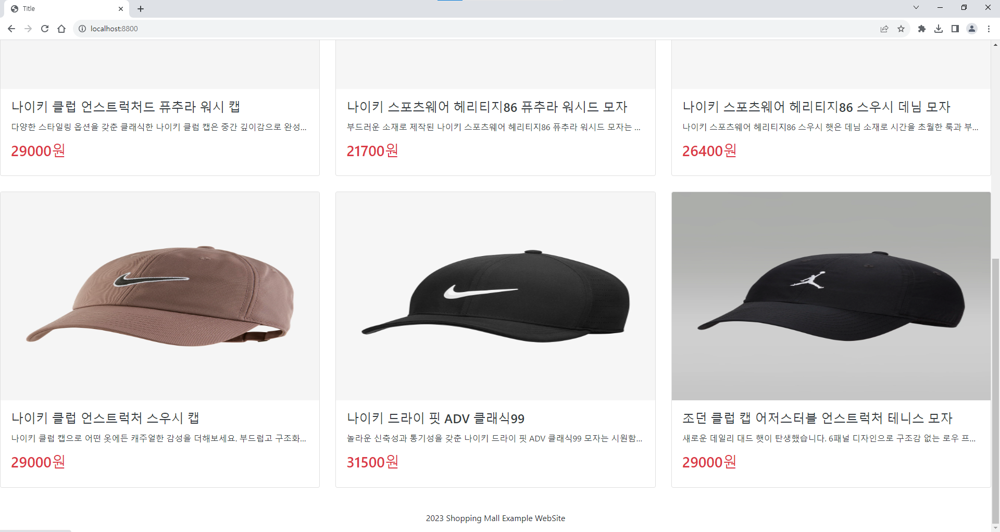 Title
localhost:8800
나이키 클럽 언스트럭처드 퓨추라 워시 캡
다양한 스타일링 옵션을 갖춘 클래식한 나이키 클럽 캡은 중간 깊이감으로 완성...
29000원
나이키 스포츠웨어 헤리티지86 퓨추라 워시드 모자
부드러운 소재로 제작된 나이키 스포츠웨어 헤리티지86 퓨추라 워시드 모자는 ...
21700원
나이키 스포츠웨어 헤리티지86 스우시 데님 모자
나이키 스포츠웨어 헤리티지86 스우시 햇은 데님 소재로 시간을 초월한 룩과 부...
26400원
나이키 클럽 언스트럭처 스우시 캡
나이키 클럽 캡으로 어떤 옷에든 캐주얼한 감성을 더해보세요. 부드럽고 구조화...
29000원
나이키 드라이 핏 ADV 클래식99
놀라운 신축성과 통기성을 갖춘 나이키 드라이 핏 ADV 클래식99 모자는 시원함...
31500원
조던 클럽 캡 어저스터블 언스트럭처 테니스 모자
새로운 데일리 대드 햇이 탄생했습니다. 6패널 디자인으로 구조감 없는 로우 프...
29000원
2023 Shopping Mall Example WebSite